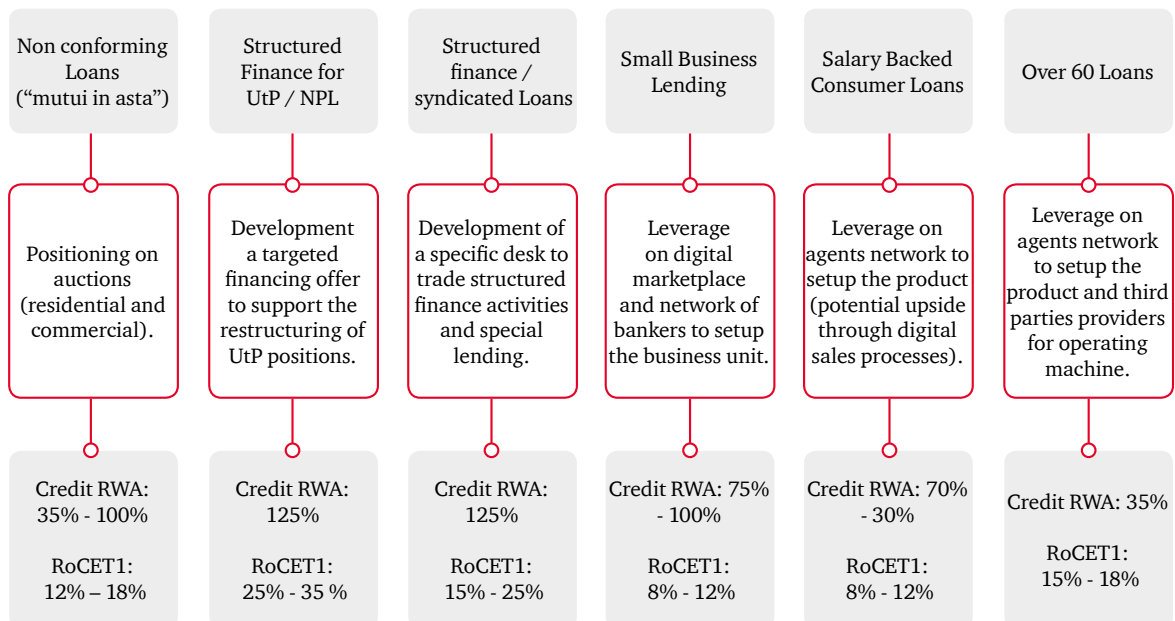 Non conforming
Loans
(“mutui in asta”)
Structured
Finance for
UtP / NPL
Structured
finance /
syndicated Loans
Small Business
Lending
Salary Backed
Consumer Loans
Over 60 Loans
Positioning on
auctions
(residential and
commercial).
Development
a targeted
financing offer
to support the
restructuring of
UtP positions.
Development of
a specific desk to
trade structured
finance activities
and special
lending.
Leverage
on digital
marketplace
and network of
bankers to setup
the business unit.
Leverage on
agents network to
setup the product
(potential upside
through digital
sales processes).
Leverage on
agents network
to setup the
product and third
parties providers
for operating
machine.
Credit RWA:
35% - 100%
RoCET1:
12% – 18%
Credit RWA:
125%
RoCET1:
25% - 35 %
Credit RWA:
125%
RoCET1:
15% - 25%
Credit RWA: 75%
- 100%
RoCET1:
8% - 12%
Credit RWA: 70%
- 30%
RoCET1:
8% - 12%
Credit RWA: 35%
RoCET1:
15% - 18%